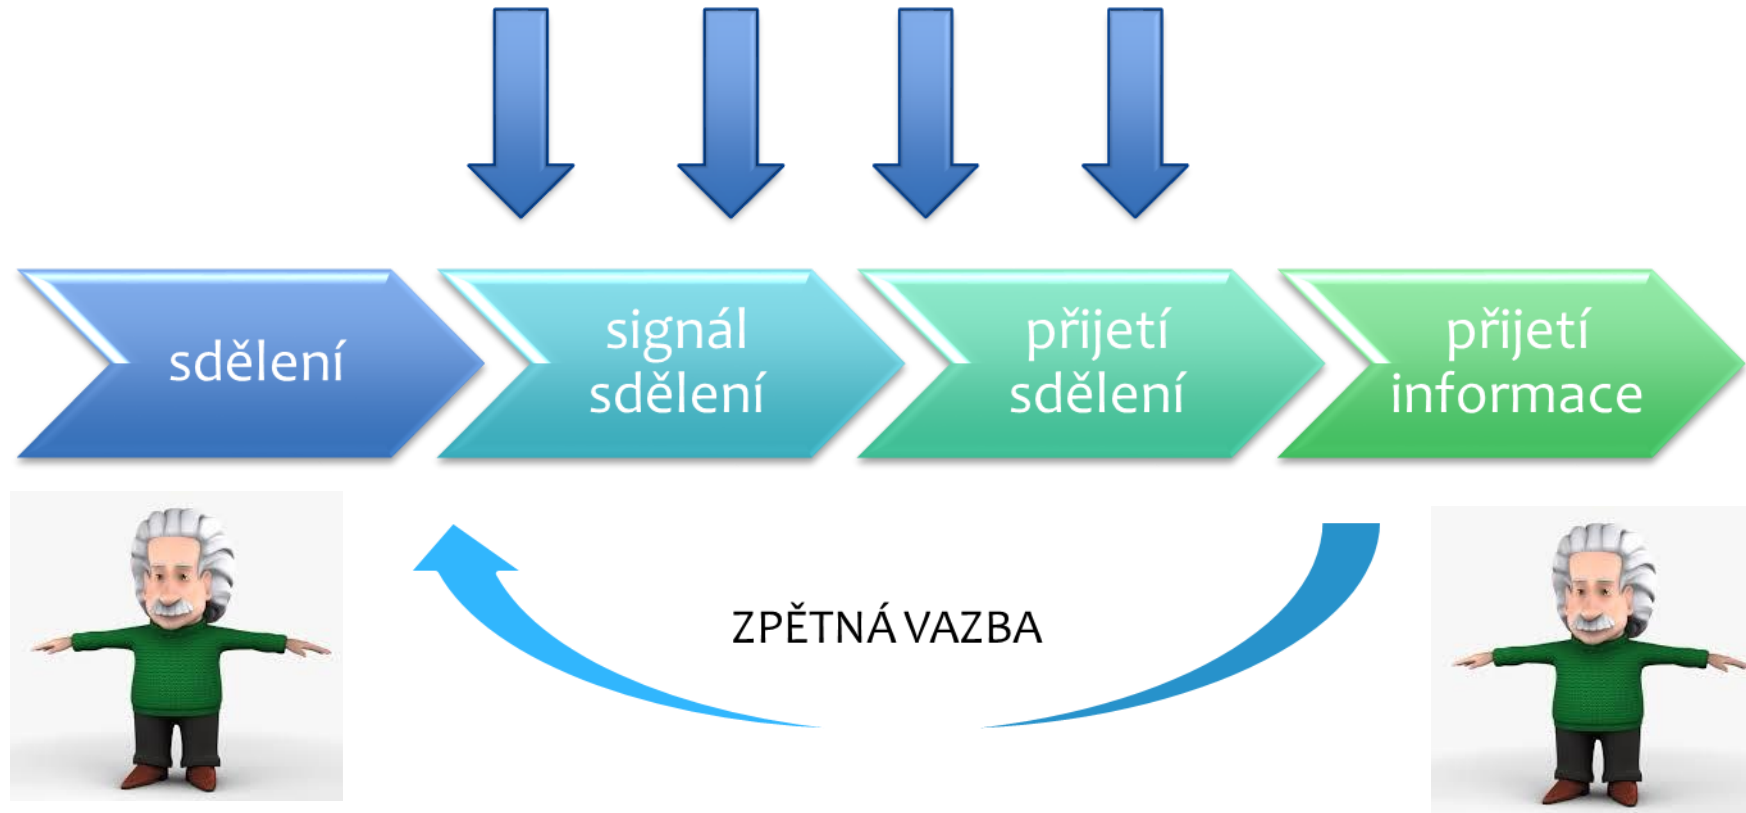 sdělení
signál
sdělení
přijetí
sdělení
přijetí
informace
ZPĚTNÁ VAZBA